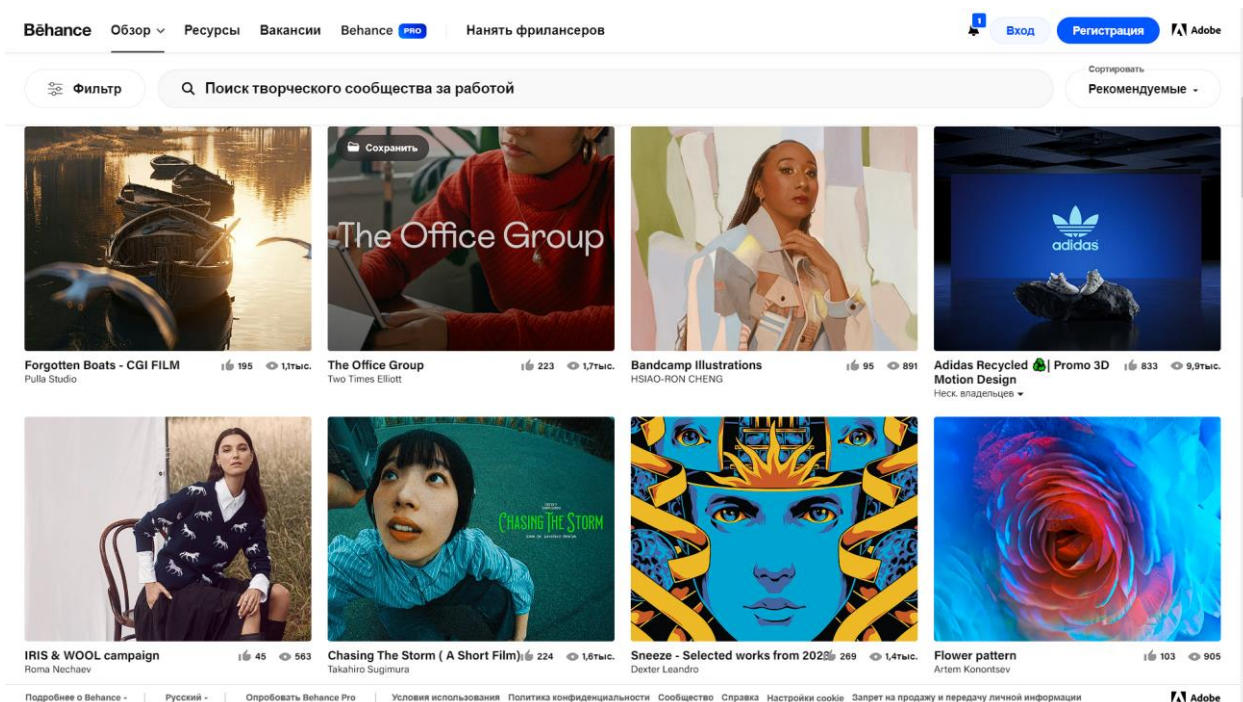 Bēhance Обзор Ресурсы Вакансии Behance PRO Нанять фрилансеров 1 Вход Регистрация Adobe
Фильтр Поиск творческого сообщества за работой Сортировать Рекомендуемые
Сохранить
The Office Group
adidas
Forgotten Boats - CGI FILM 195 1,1тыс.
Pulla Studio
The Office Group 223 1,7тыс.
Two Times Elliott
Bandcamp Illustrations 95 891
HSIAO-RON CHENG
Adidas Recycled | Promo 3D 833 9,9тыс.
Motion Design
Неск. владельцев
CHASING THE STORM
IRIS & WOOL campaign 45 563
Roma Nechaev
Chasing The Storm ( A Short Film) 224 1,6тыс.
Takahiro Sugimura
Sneeze - Selected works from 202 269 1,4тыс.
Dexter Leandro
Flower pattern 103 905
Artem Konontsev
Подробнее о Behance Русский Опробовать Behance Pro Условия использования Политика конфиденциальности Сообщество Справка Настройки cookie Запрет на продажу и передачу личной информации Adobe